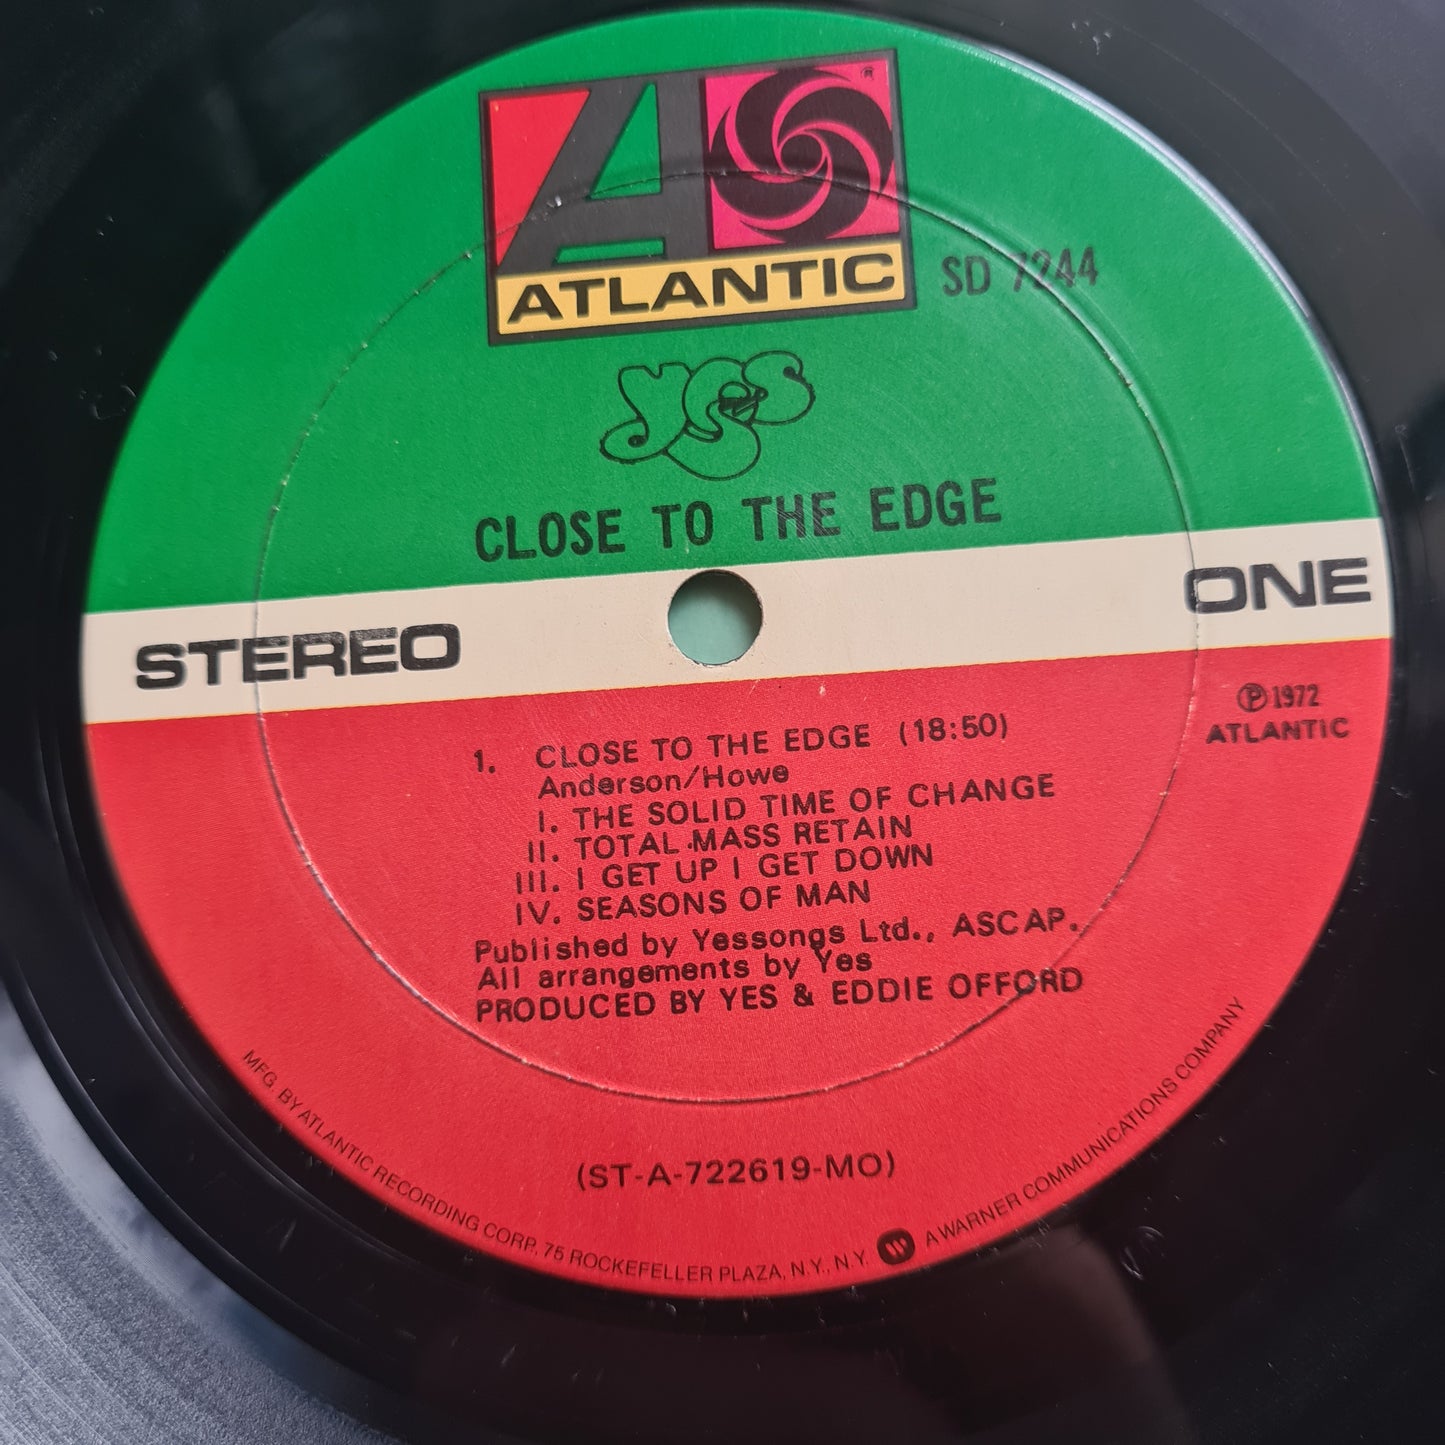 ATLANTIC
®
SD 7244
yes
CLOSE TO THE EDGE
STEREO
ONE
℗ 1972
ATLANTIC
1. CLOSE TO THE EDGE (18:50)
Anderson/Howe
I. THE SOLID TIME OF CHANGE
II. TOTAL MASS RETAIN
III. I GET UP I GET DOWN
IV. SEASONS OF MAN
Published by Yessongs Ltd., ASCAP.
All arrangements by Yes
PRODUCED BY YES & EDDIE OFFORD
(ST-A-722619-MO)
MFG. BY ATLANTIC RECORDING CORP., 75 ROCKEFELLER PLAZA, N.Y., N.Y. W A WARNER COMMUNICATIONS COMPANY